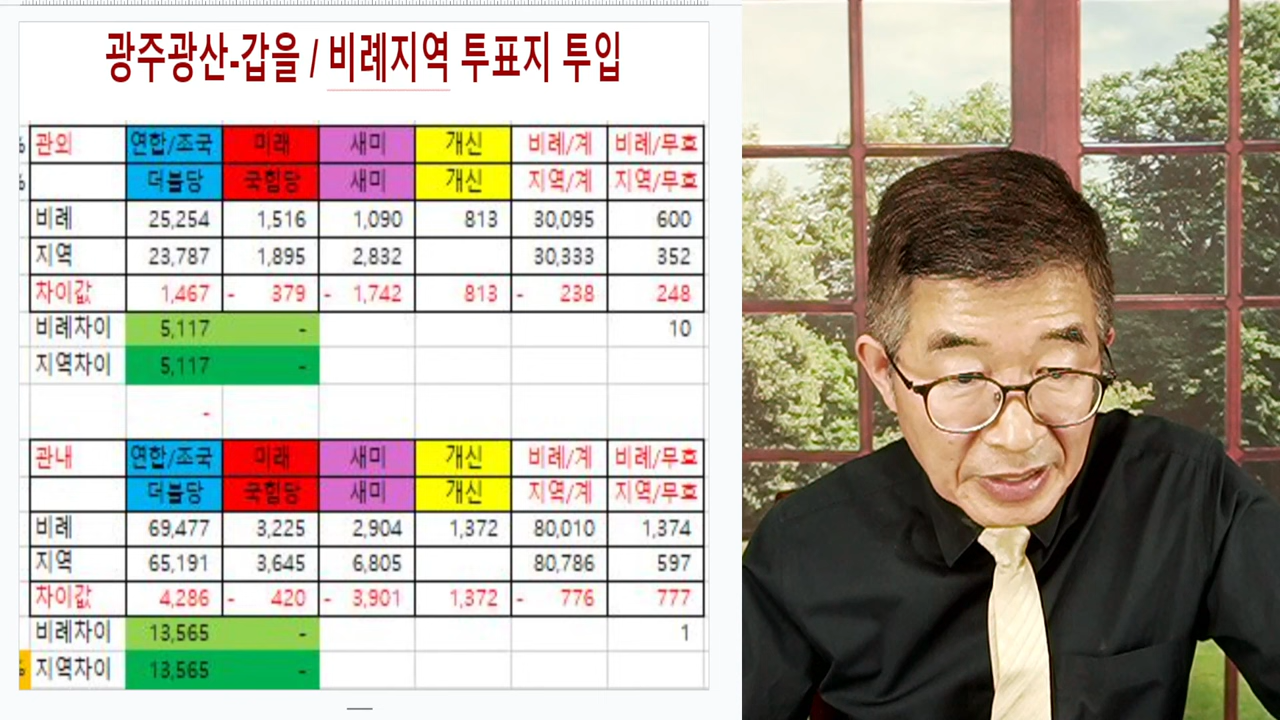 광주광산-갑을 / 비례지역 투표지 투입
% 관외 연합/조국 미래 새미 개신 비례/계 비례/무효
% 더불당 국힘당 새미 개신 지역/계 지역/무효
비례 25,254 1,516 1,090 813 30,095 600
지역 23,787 1,895 2,832 30,333 352
차이값 1,467 - 379 - 1,742 813 - 238 248
비례차이 5,117 - 10
지역차이 5,117 -
-
관내 연합/조국 미래 새미 개신 비례/계 비례/무효
더불당 국힘당 새미 개신 지역/계 지역/무효
비례 69,477 3,225 2,904 1,372 80,010 1,374
지역 65,191 3,645 6,805 80,786 597
차이값 4,286 - 420 - 3,901 1,372 - 776 777
비례차이 13,565 - 1
% 지역차이 13,565 -